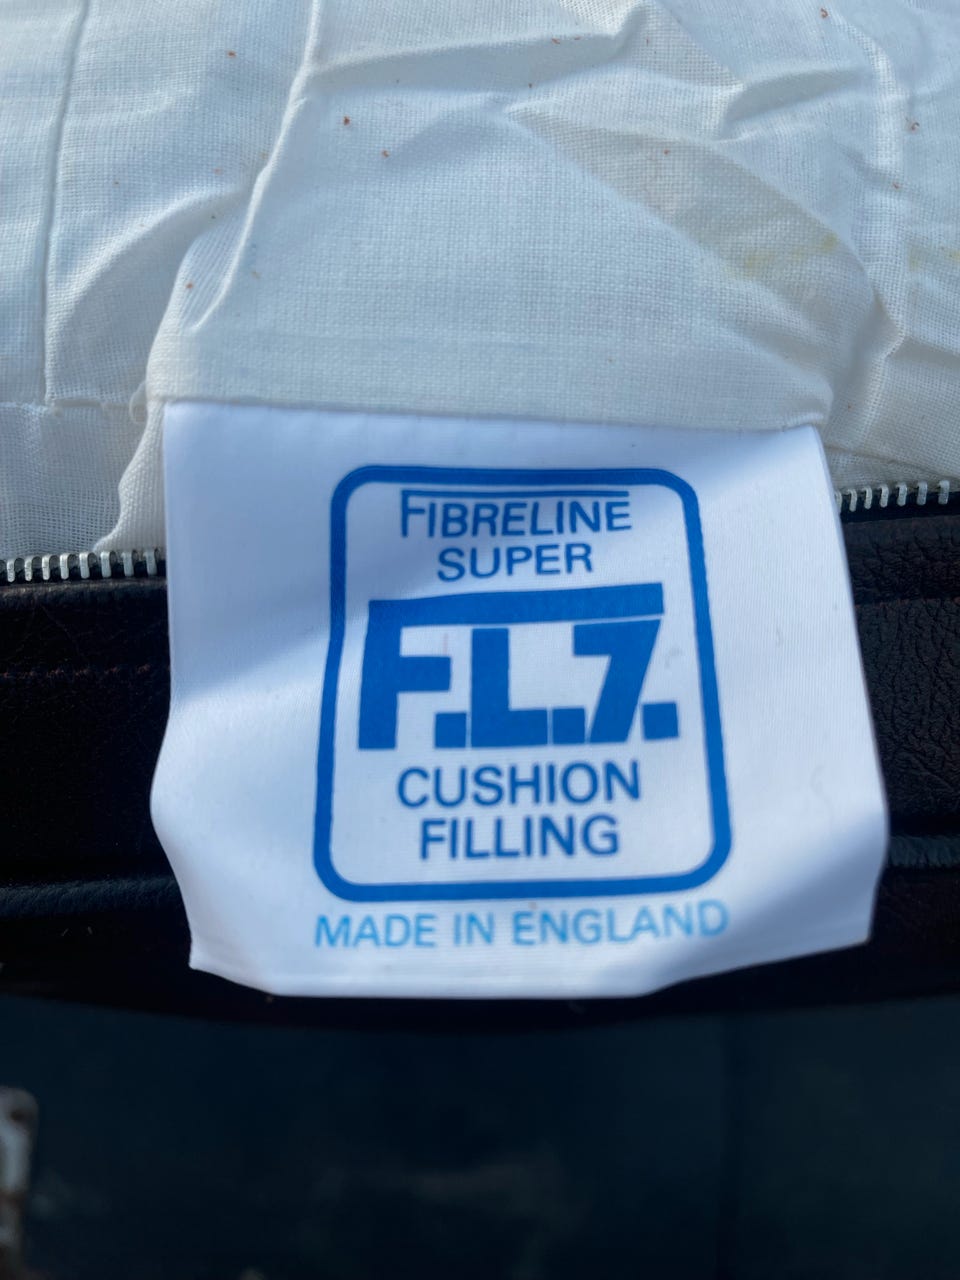 FIBRELINE
SUPER
F.L.7.
CUSHION
FILLING
MADE IN ENGLAND